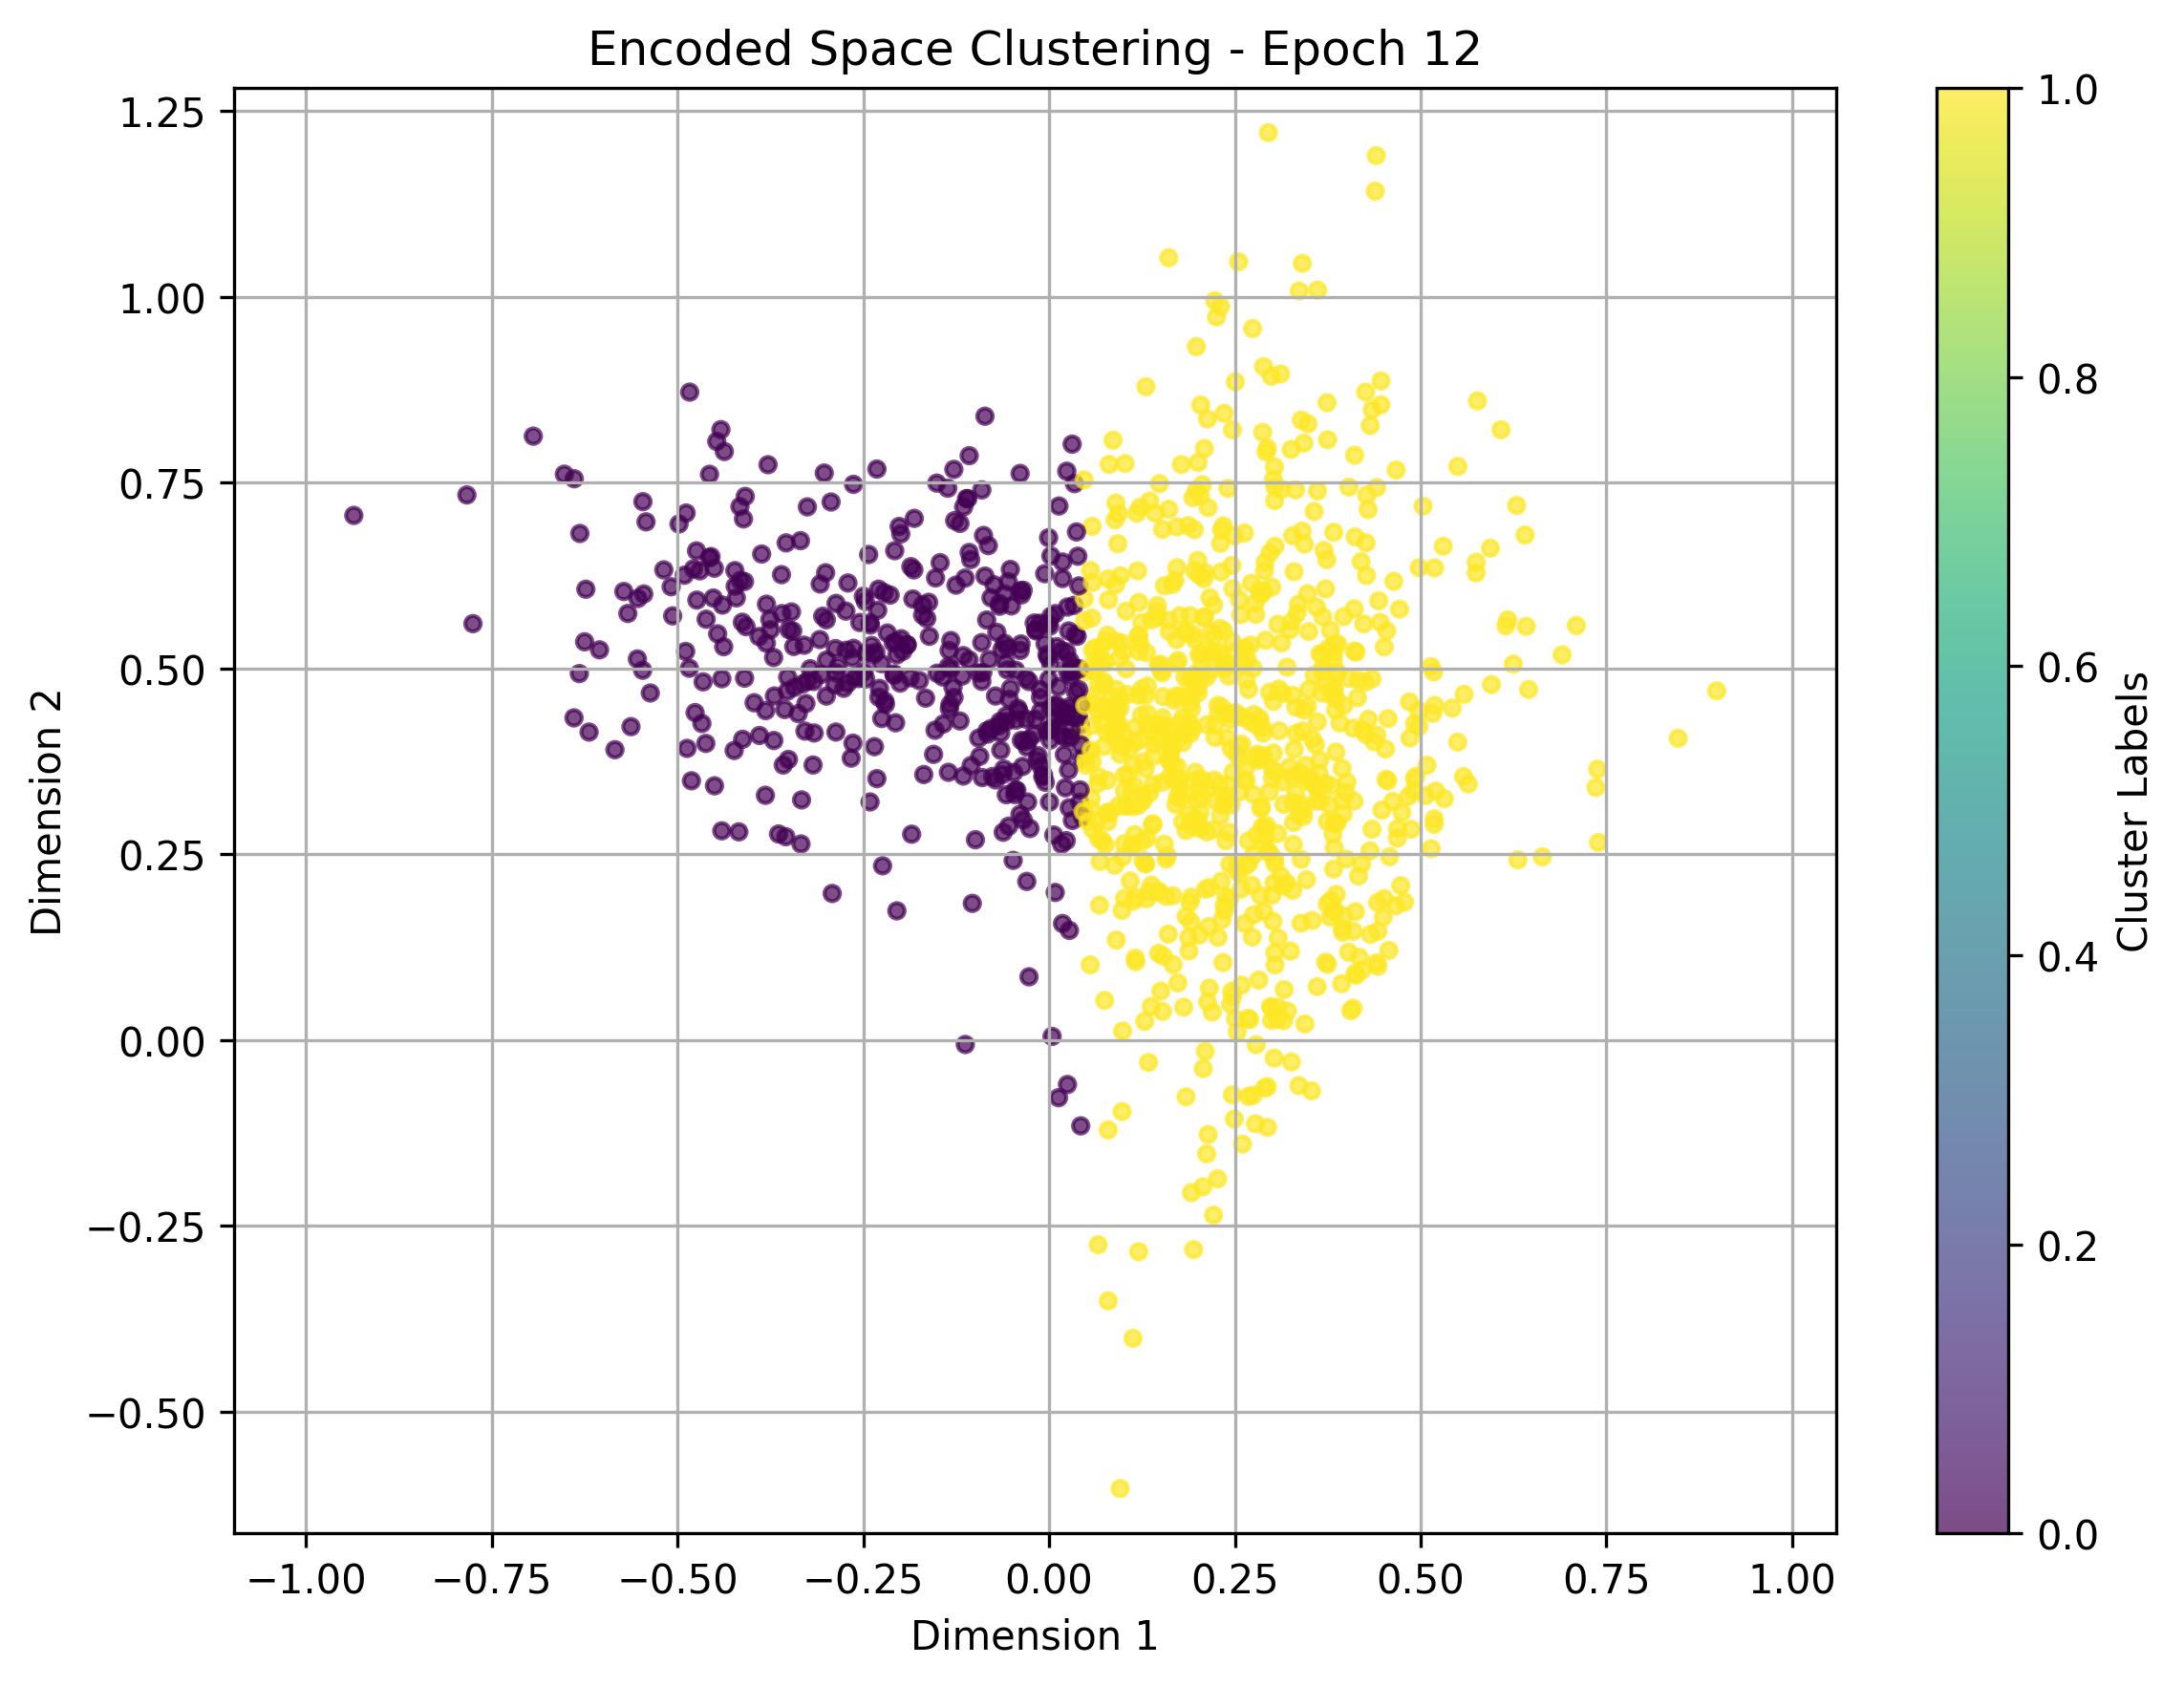 Encoded Space Clustering - Epoch 12
1.25
1.00
0.75
0.50
0.25
0.00
−0.25
−0.50
Dimension 2
−1.00 −0.75 −0.50 −0.25 0.00 0.25 0.50 0.75 1.00
Dimension 1
1.0
0.8
0.6
0.4
0.2
0.0
Cluster Labels